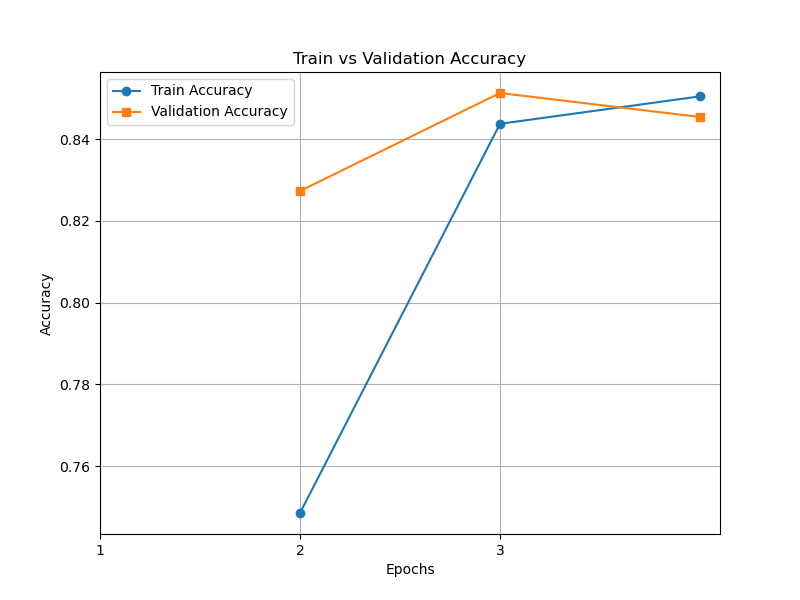 Train vs Validation Accuracy
Train Accuracy
Validation Accuracy
0.84
0.82
0.80
0.78
0.76
Accuracy
1 2 3
Epochs